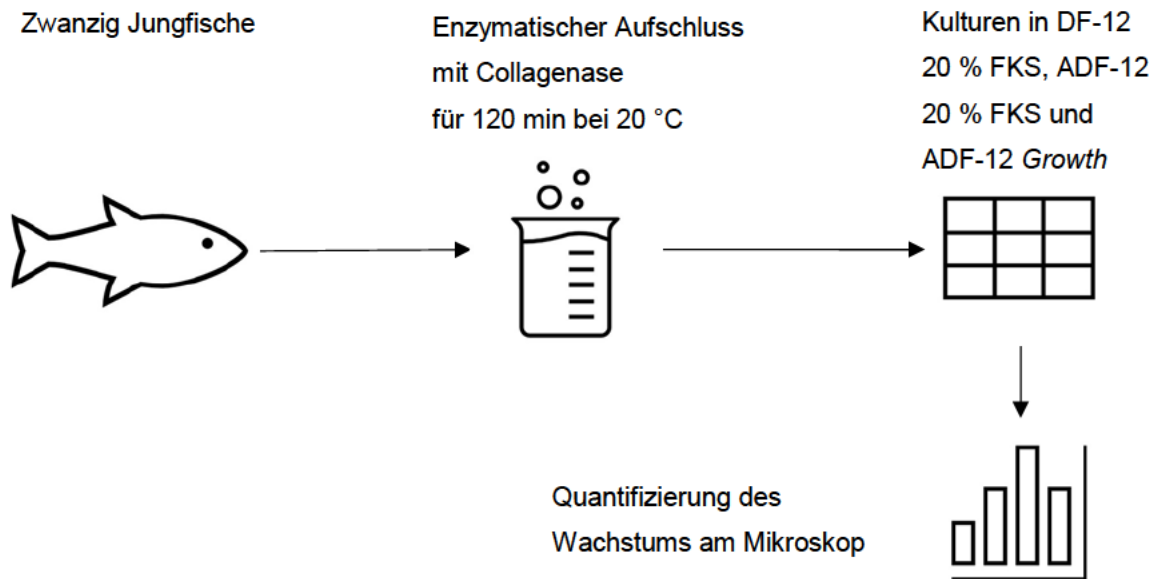 Zwanzig Jungfische
Enzymatischer Aufschluss
mit Collagenase
für 120 min bei 20 °C
Kulturen in DF-12
20 % FKS, ADF-12
20 % FKS und
ADF-12 Growth
Quantifizierung des
Wachstums am Mikroskop